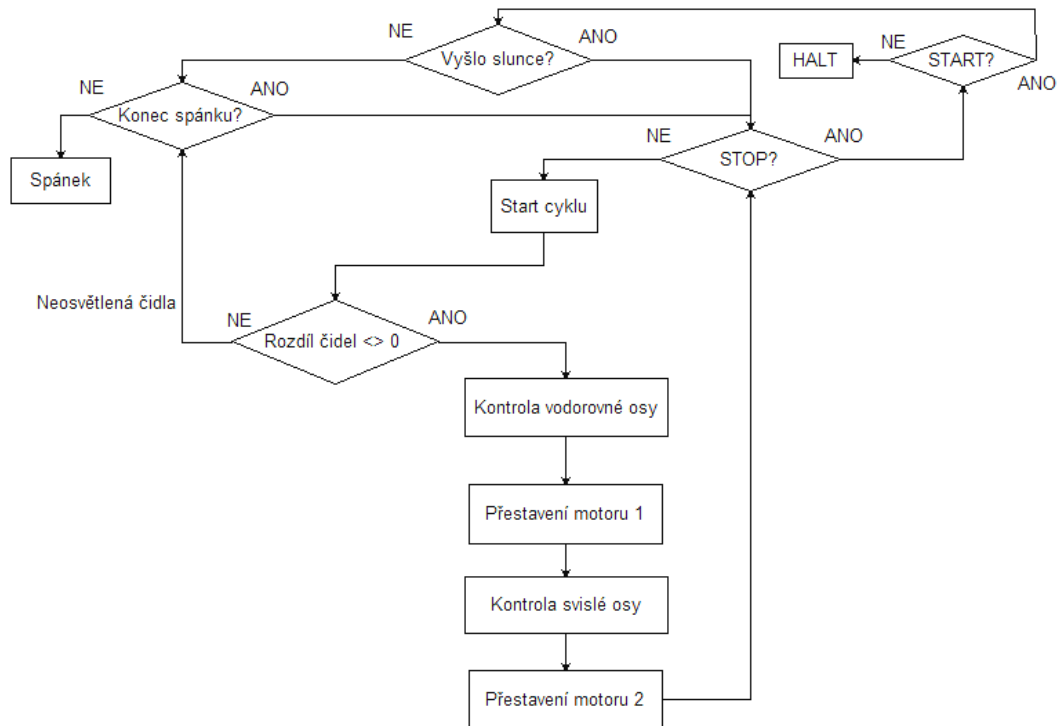 NE
ANO
Vyšlo slunce?
HALT
NE
START?
ANO
NE
ANO
Konec spánku?
NE
ANO
STOP?
Spánek
Start cyklu
Neosvětlená čidla
NE
ANO
Rozdíl čidel <> 0
Kontrola vodorovné osy
Přestavení motoru 1
Kontrola svislé osy
Přestavení motoru 2